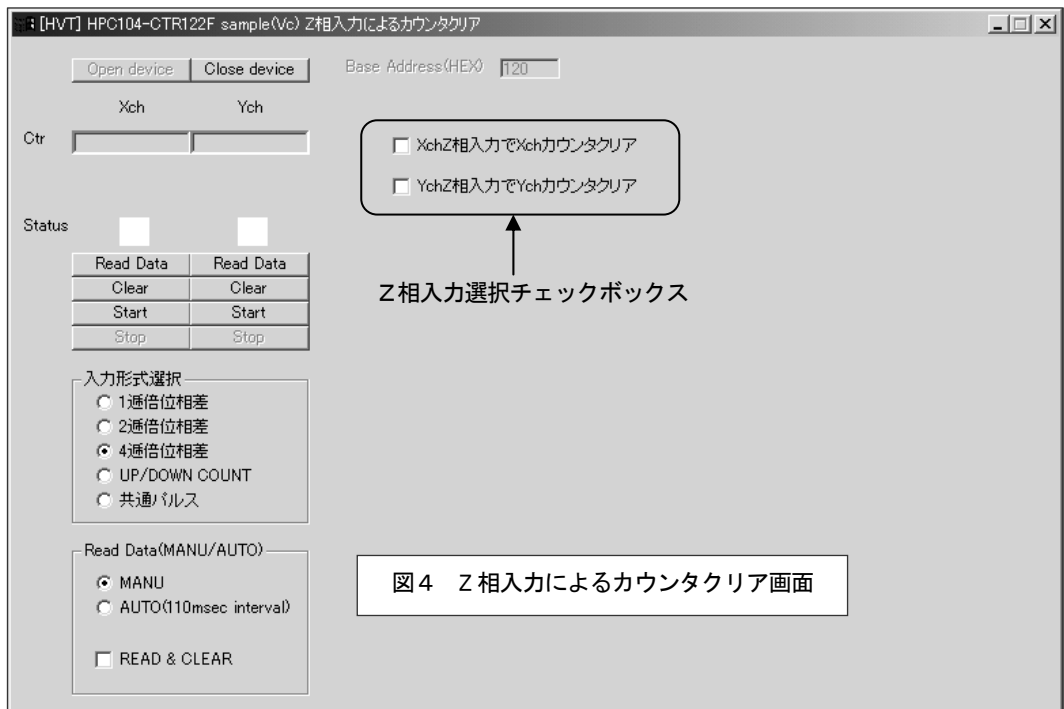 [HVT] HPC104-CTR122F sample(Vc) Z相入力によるカウンタクリア
Open device Close device Base Address(HEX) 120
Xch Ych
Ctr
XchZ相入力でXchカウンタクリア
YchZ相入力でYchカウンタクリア
Status
Read Data Read Data
Clear Clear
Start Start
Stop Stop
Z相入力選択チェックボックス
入力形式選択
1逓倍位相差
2逓倍位相差
4逓倍位相差
UP/DOWN COUNT
共通パルス
Read Data(MANU/AUTO)
MANU
AUTO(110msec interval)
READ & CLEAR
図4 Z相入力によるカウンタクリア画面